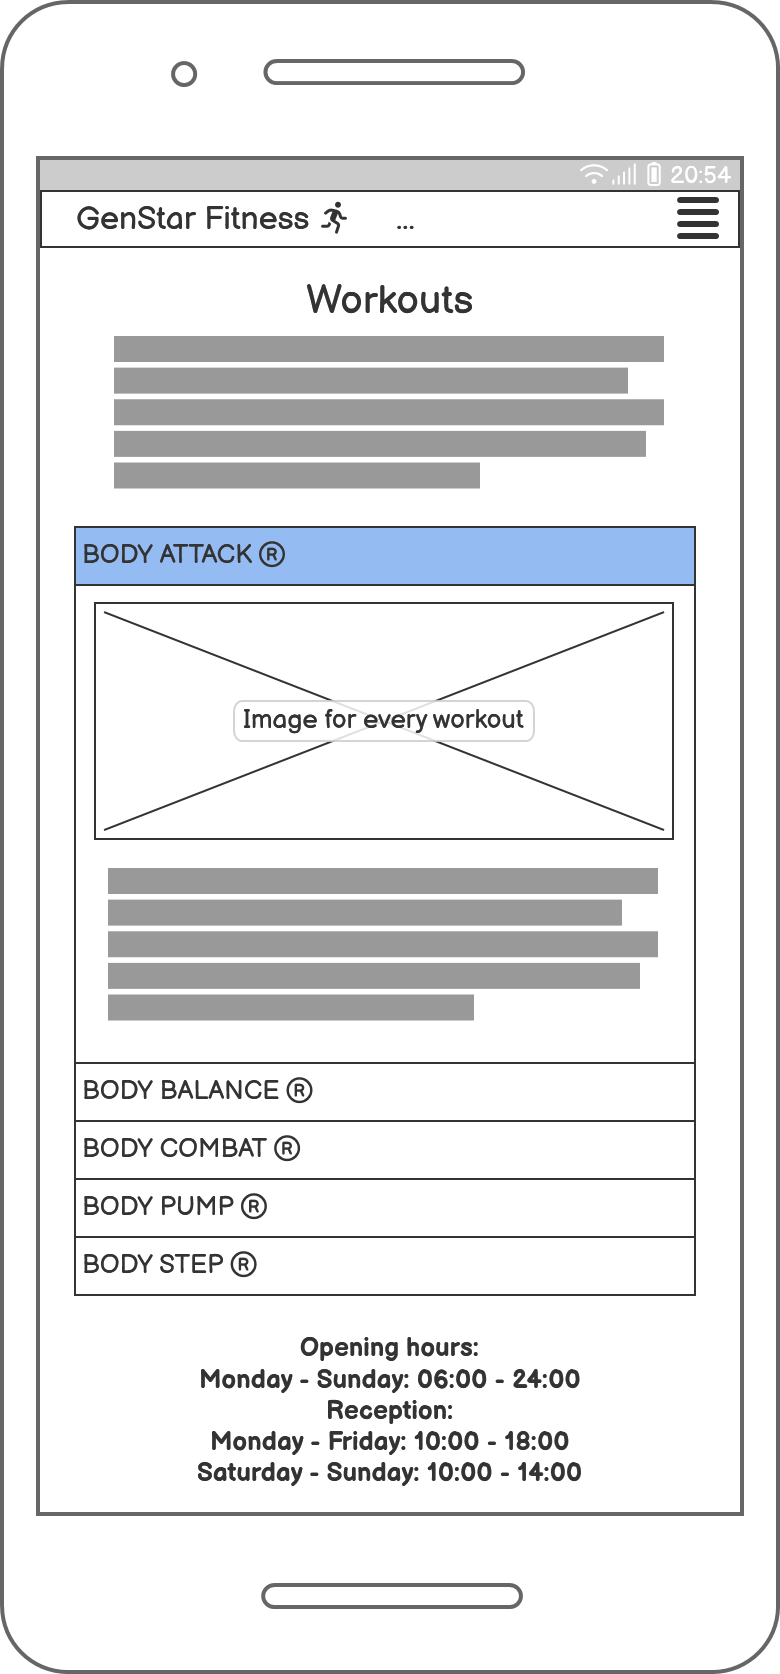 20:54
GenStar Fitness ...
Workouts
BODY ATTACK ®
Image for every workout
BODY BALANCE ®
BODY COMBAT ®
BODY PUMP ®
BODY STEP ®
Opening hours:
Monday - Sunday: 06:00 - 24:00
Reception:
Monday - Friday: 10:00 - 18:00
Saturday - Sunday: 10:00 - 14:00